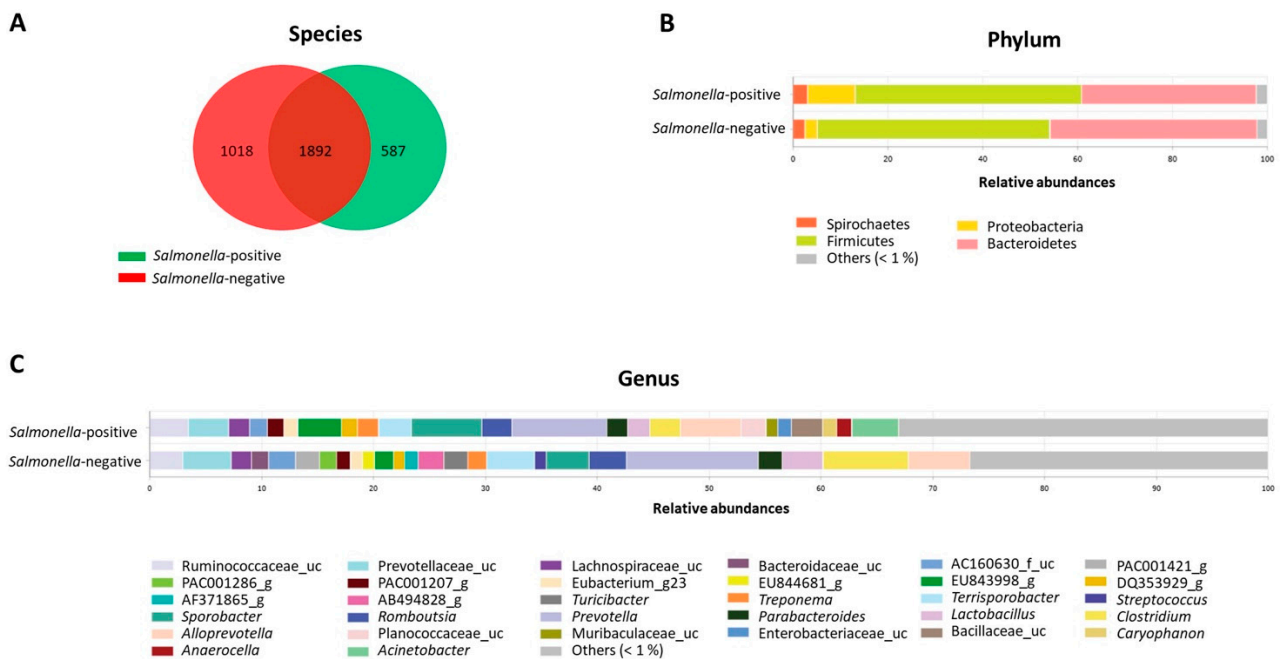 A
Species
1018
1892
587
Salmonella-positive
Salmonella-negative
B
Phylum
Salmonella-positive
Salmonella-negative
0 20 40 60 80 100
Relative abundances
Spirochaetes Proteobacteria
Firmicutes Bacteroidetes
Others (< 1 %)
C
Genus
Salmonella-positive
Salmonella-negative
0 10 20 30 40 50 60 70 80 90 100
Relative abundances
Ruminococcaceae_uc Prevotellaceae_uc Lachnospiraceae_uc Bacteroidaceae_uc AC160630_f_uc PAC001421_g
PAC001286_g PAC001207_g Eubacterium_g23 EU844681_g EU843998_g DQ353929_g
AF371865_g AB494828_g Turicibacter Treponema Terrisporobacter Streptococcus
Sporobacter Romboutsia Prevotella Parabacteroides Lactobacillus Clostridium
Alloprevotella Planococcaceae_uc Muribaculaceae_uc Enterobacteriaceae_uc Bacillaceae_uc Caryophanon
Anaerocella Acinetobacter Others (< 1 %)